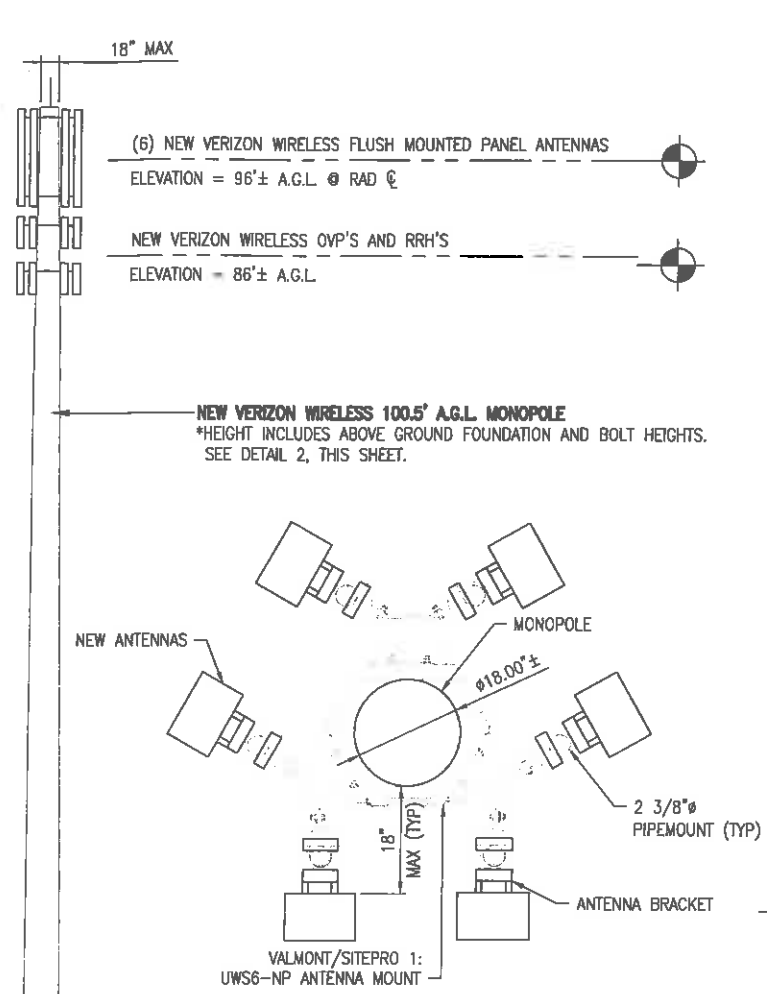 18" MAX
(6) NEW VERIZON WIRELESS FLUSH MOUNTED PANEL ANTENNAS
ELEVATION = 96'± A.G.L. @ RAD ℄
NEW VERIZON WIRELESS OVP'S AND RRH'S
ELEVATION = 86'± A.G.L.
NEW VERIZON WIRELESS 100.5' A.G.L. MONOPOLE
*HEIGHT INCLUDES ABOVE GROUND FOUNDATION AND BOLT HEIGHTS.
SEE DETAIL 2, THIS SHEET.
NEW ANTENNAS
MONOPOLE
ø18.00"±
18"
MAX (TYP)
2 3/8"ø
PIPEMOUNT (TYP)
ANTENNA BRACKET
VALMONT/SITEPRO 1:
UWS6-NP ANTENNA MOUNT